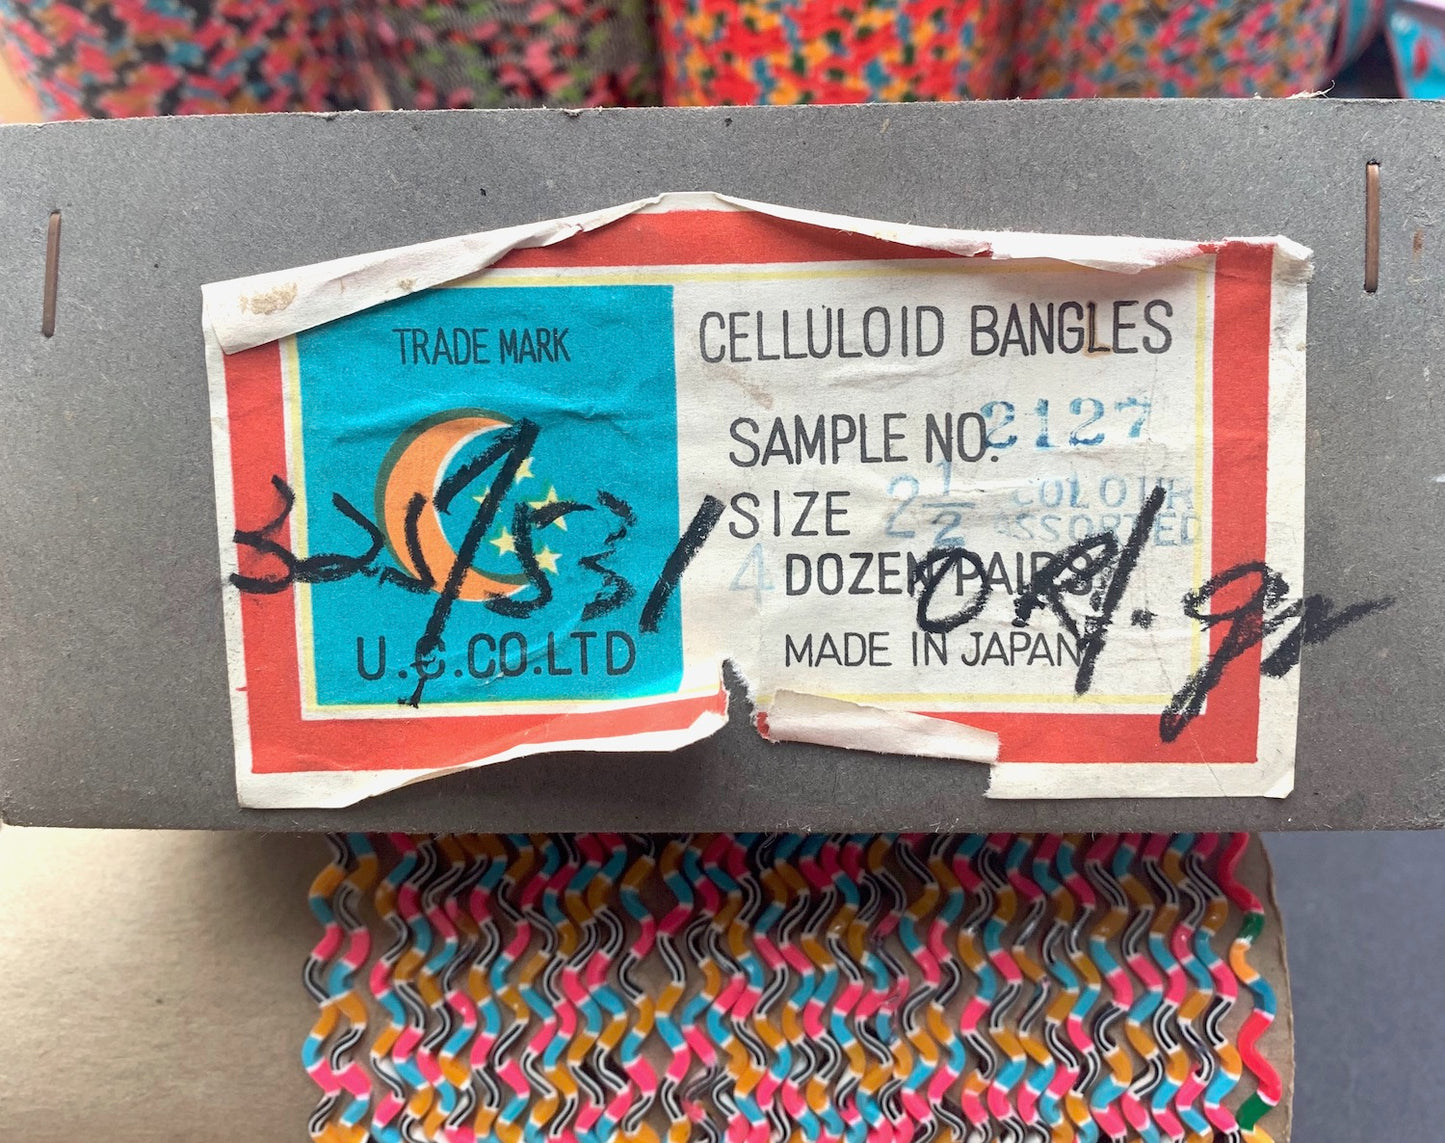 TRADE MARK
U.C.CO.LTD
CELLULOID BANGLES
SAMPLE NO. 2127
SIZE 2 1/2 COLOUR
ASSORTED
4 DOZEN PAIRS
MADE IN JAPAN